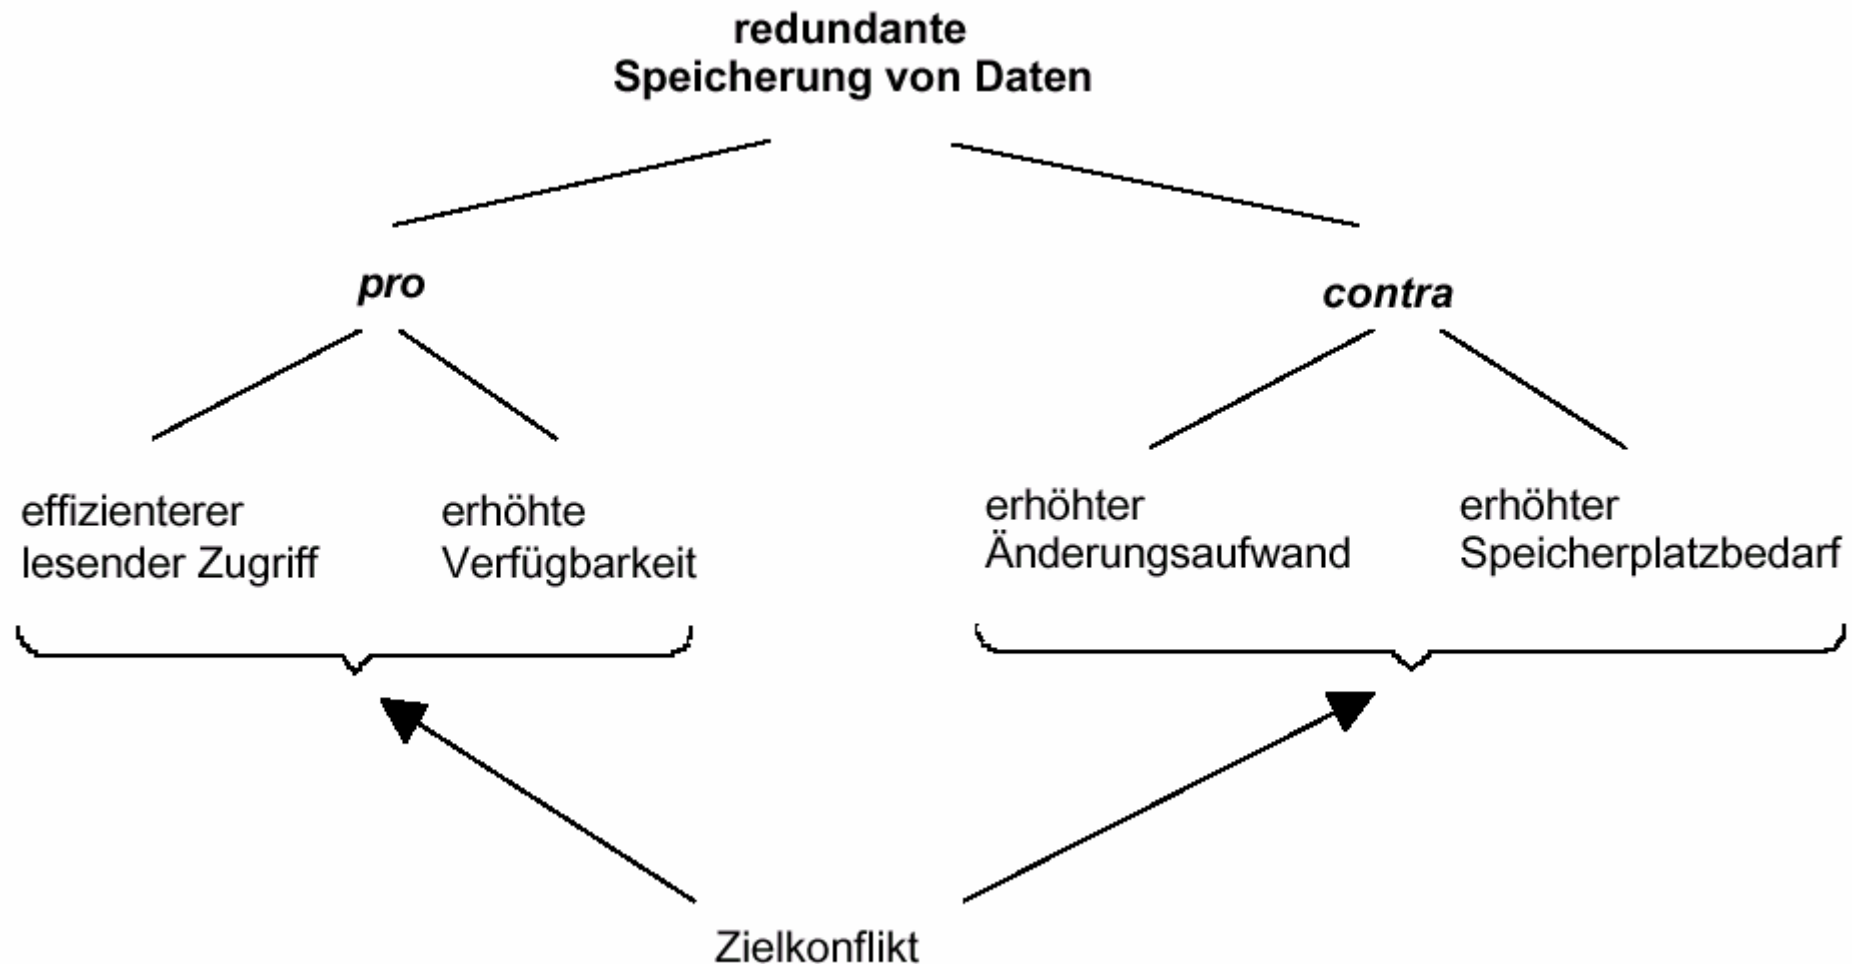 redundante
Speicherung von Daten
pro
contra
effizienterer
lesender Zugriff
erhöhte
Verfügbarkeit
erhöhter
Änderungsaufwand
erhöhter
Speicherplatzbedarf
Zielkonflikt